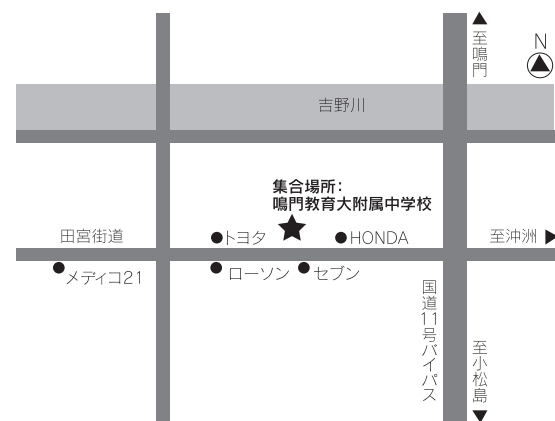 至鳴門
N
吉野川
集合場所：
鳴門教育大附属中学校
田宮街道
トヨタ
HONDA
至沖洲
メディコ21
ローソン
セブン
国道11号バイパス
至小松島